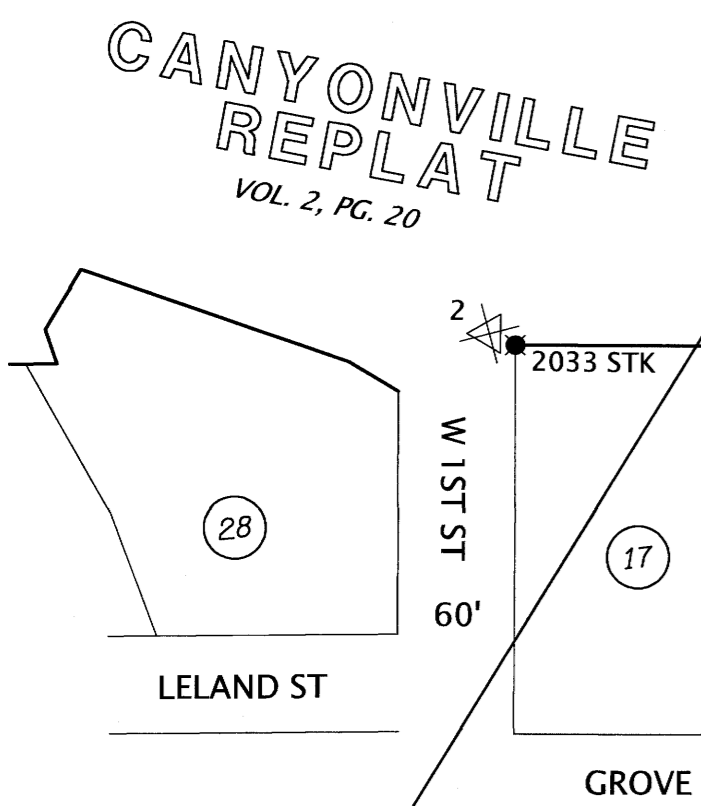 CANYONVILLE
REPLAT
VOL. 2, PG. 20
2
2033 STK
W 1ST ST
28
17
60'
LELAND ST
GROVE